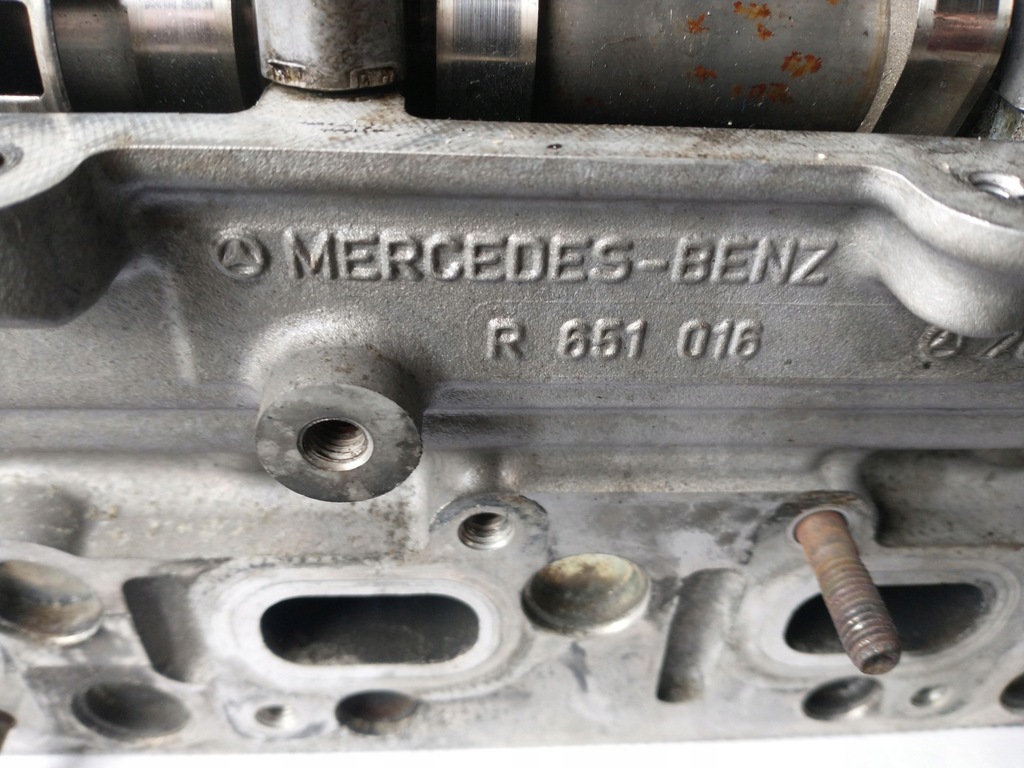 MERCEDES-BENZ
R 651 016